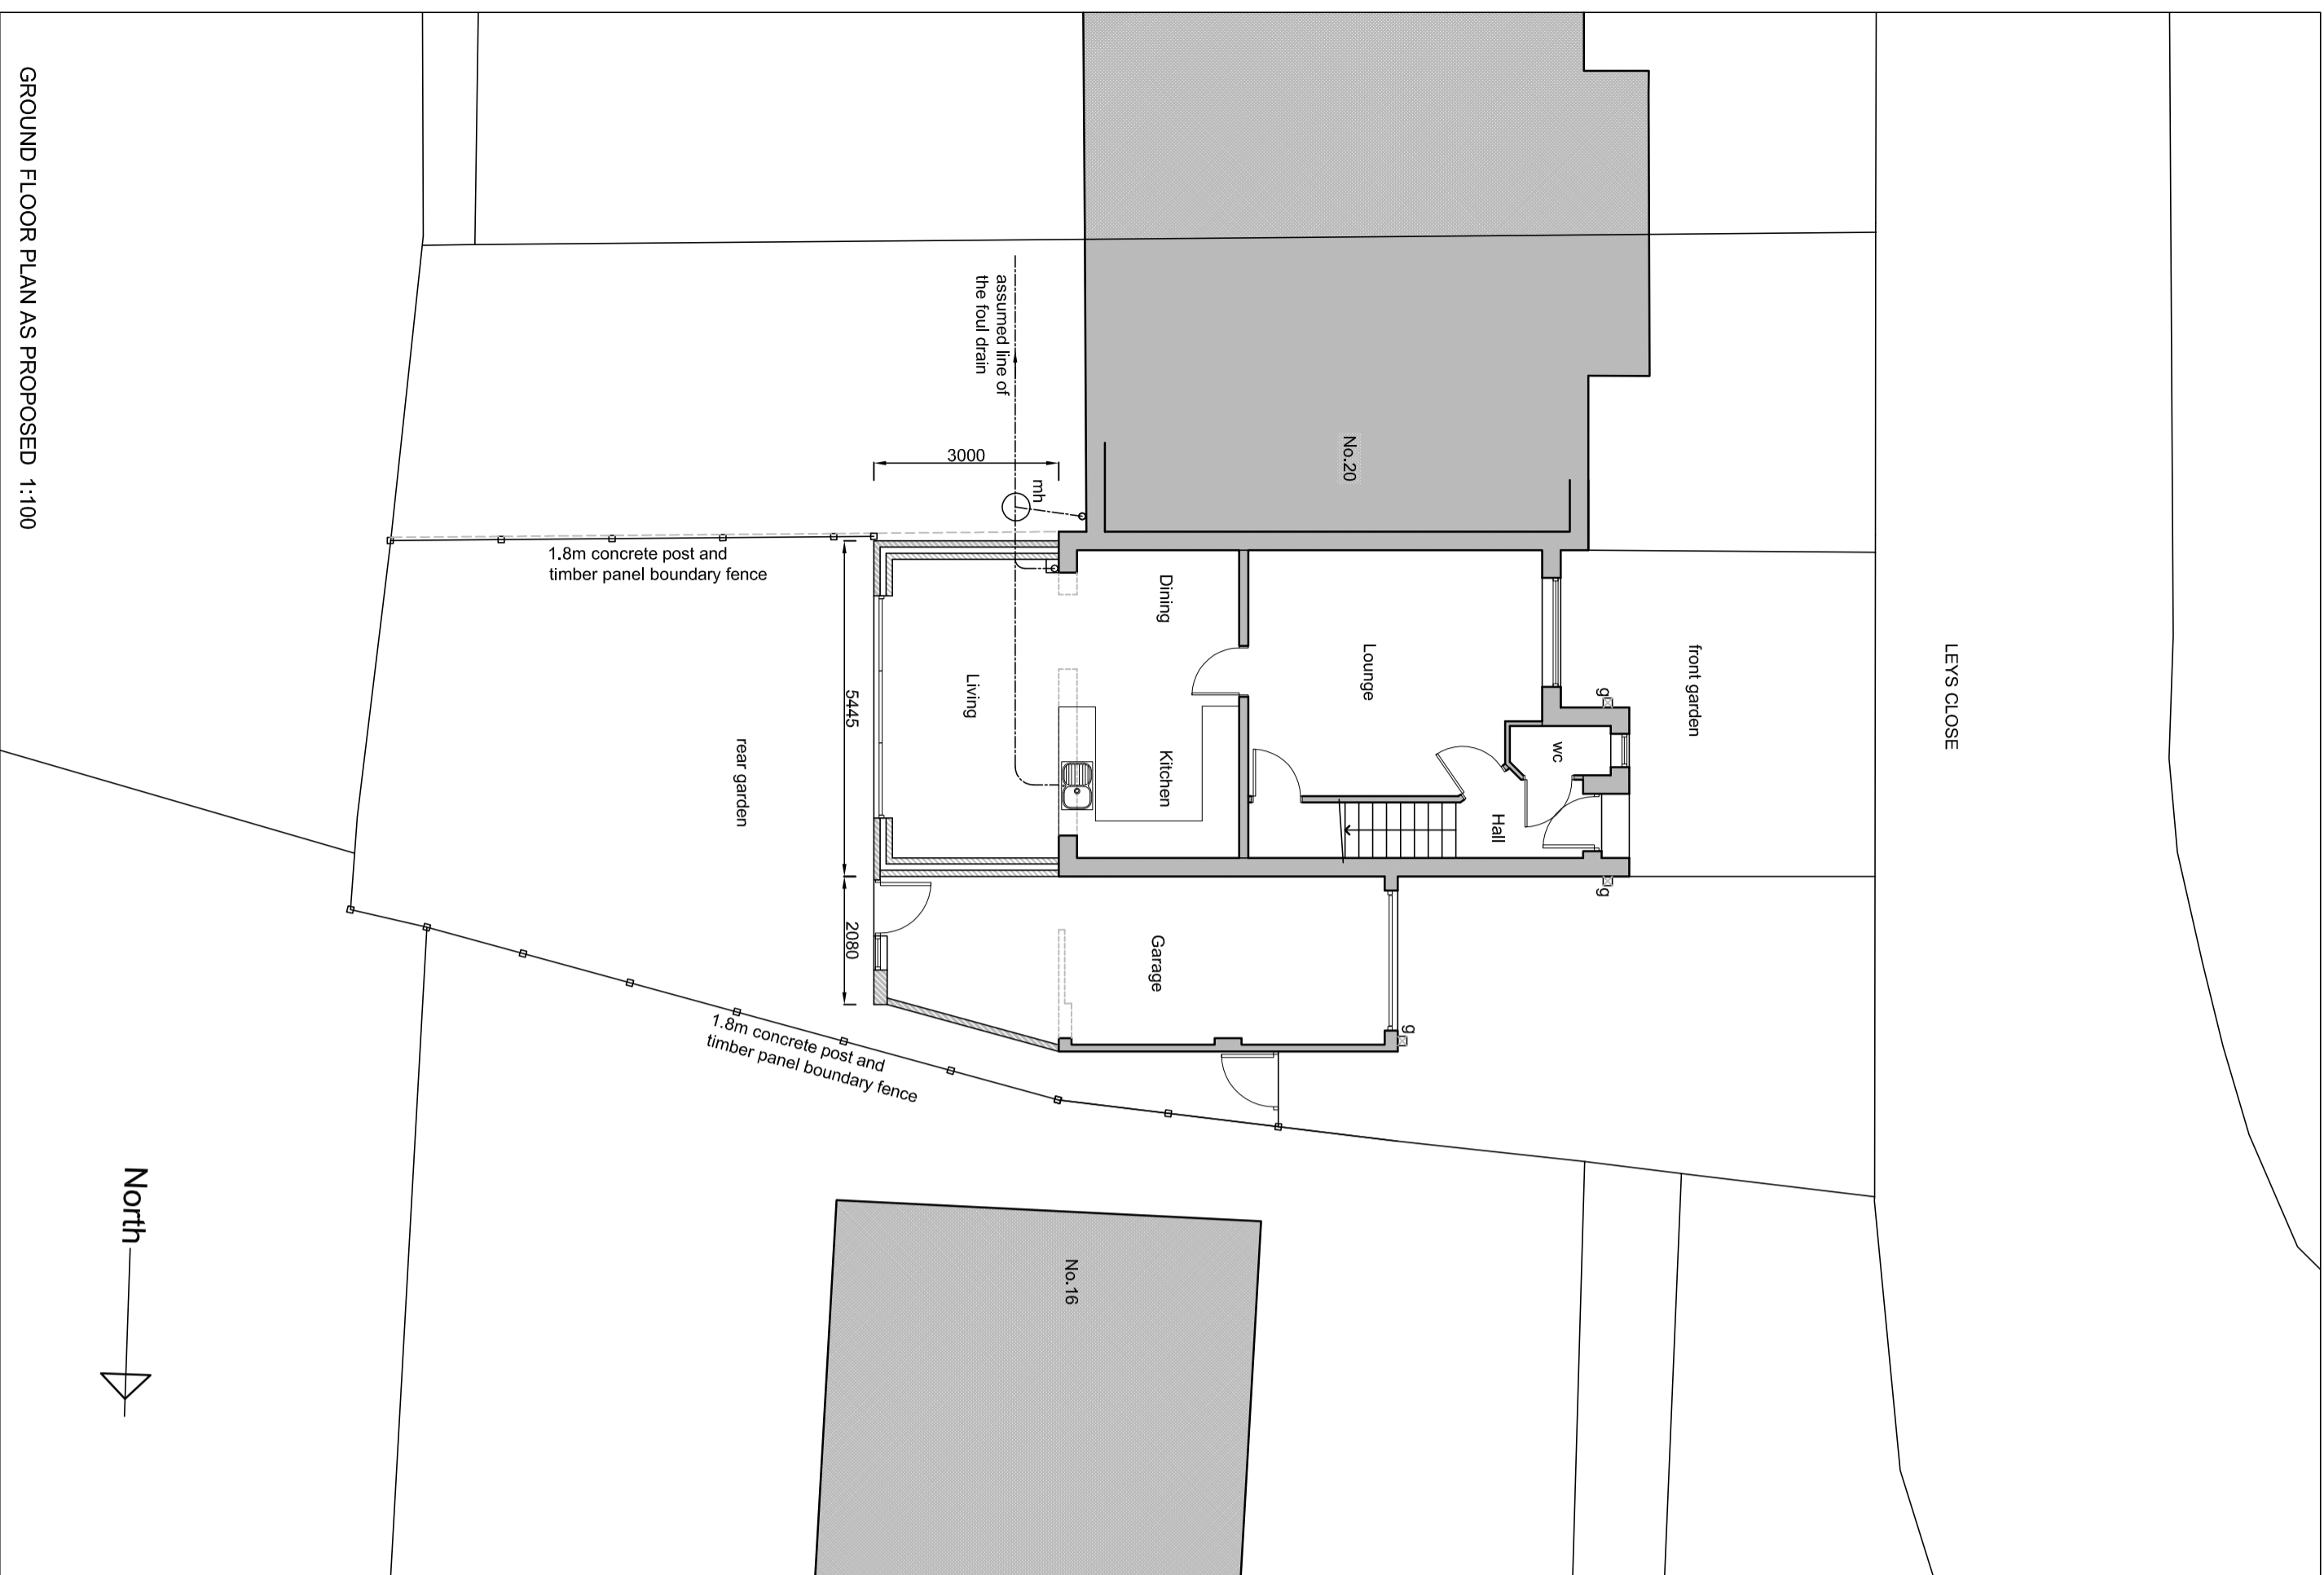 LEYS CLOSE
front garden
g
g
g
No.20
Lounge
wc
Hall
Dining
Kitchen
Garage
No.16
mh
assumed line of
the foul drain
3000
Living
5445
2080
rear garden
1.8m concrete post and
timber panel boundary fence
1.8m concrete post and
timber panel boundary fence
North
GROUND FLOOR PLAN AS PROPOSED 1:100